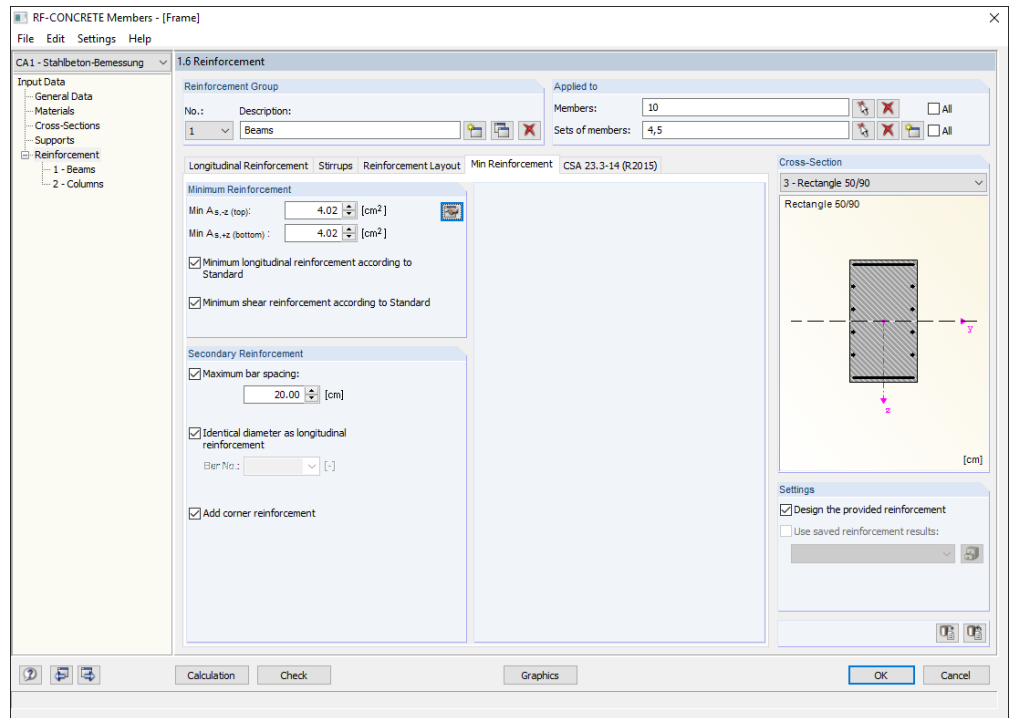 RF-CONCRETE Members - [Frame]
File Edit Settings Help
CA1 - Stahlbeton-Bemessung
Input Data
General Data
Materials
Cross-Sections
Supports
Reinforcement
1 - Beams
2 - Columns
1.6 Reinforcement
Reinforcement Group
No.: Description:
1 Beams
Applied to
Members: 10 All
Sets of members: 4,5 All
Longitudinal Reinforcement Stirrups Reinforcement Layout Min Reinforcement CSA 23.3-14 (R2015)
Minimum Reinforcement
Min As,-z (top): 4.02 [cm2]
Min As,+z (bottom) : 4.02 [cm2]
Minimum longitudinal reinforcement according to
Standard
Minimum shear reinforcement according to Standard
Secondary Reinforcement
Maximum bar spacing:
20.00 [cm]
Identical diameter as longitudinal
reinforcement
Bar No.: [-]
Add corner reinforcement
Cross-Section
3 - Rectangle 50/90
Rectangle 50/90
y
z
[cm]
Settings
Design the provided reinforcement
Use saved reinforcement results:
Calculation Check Graphics OK Cancel